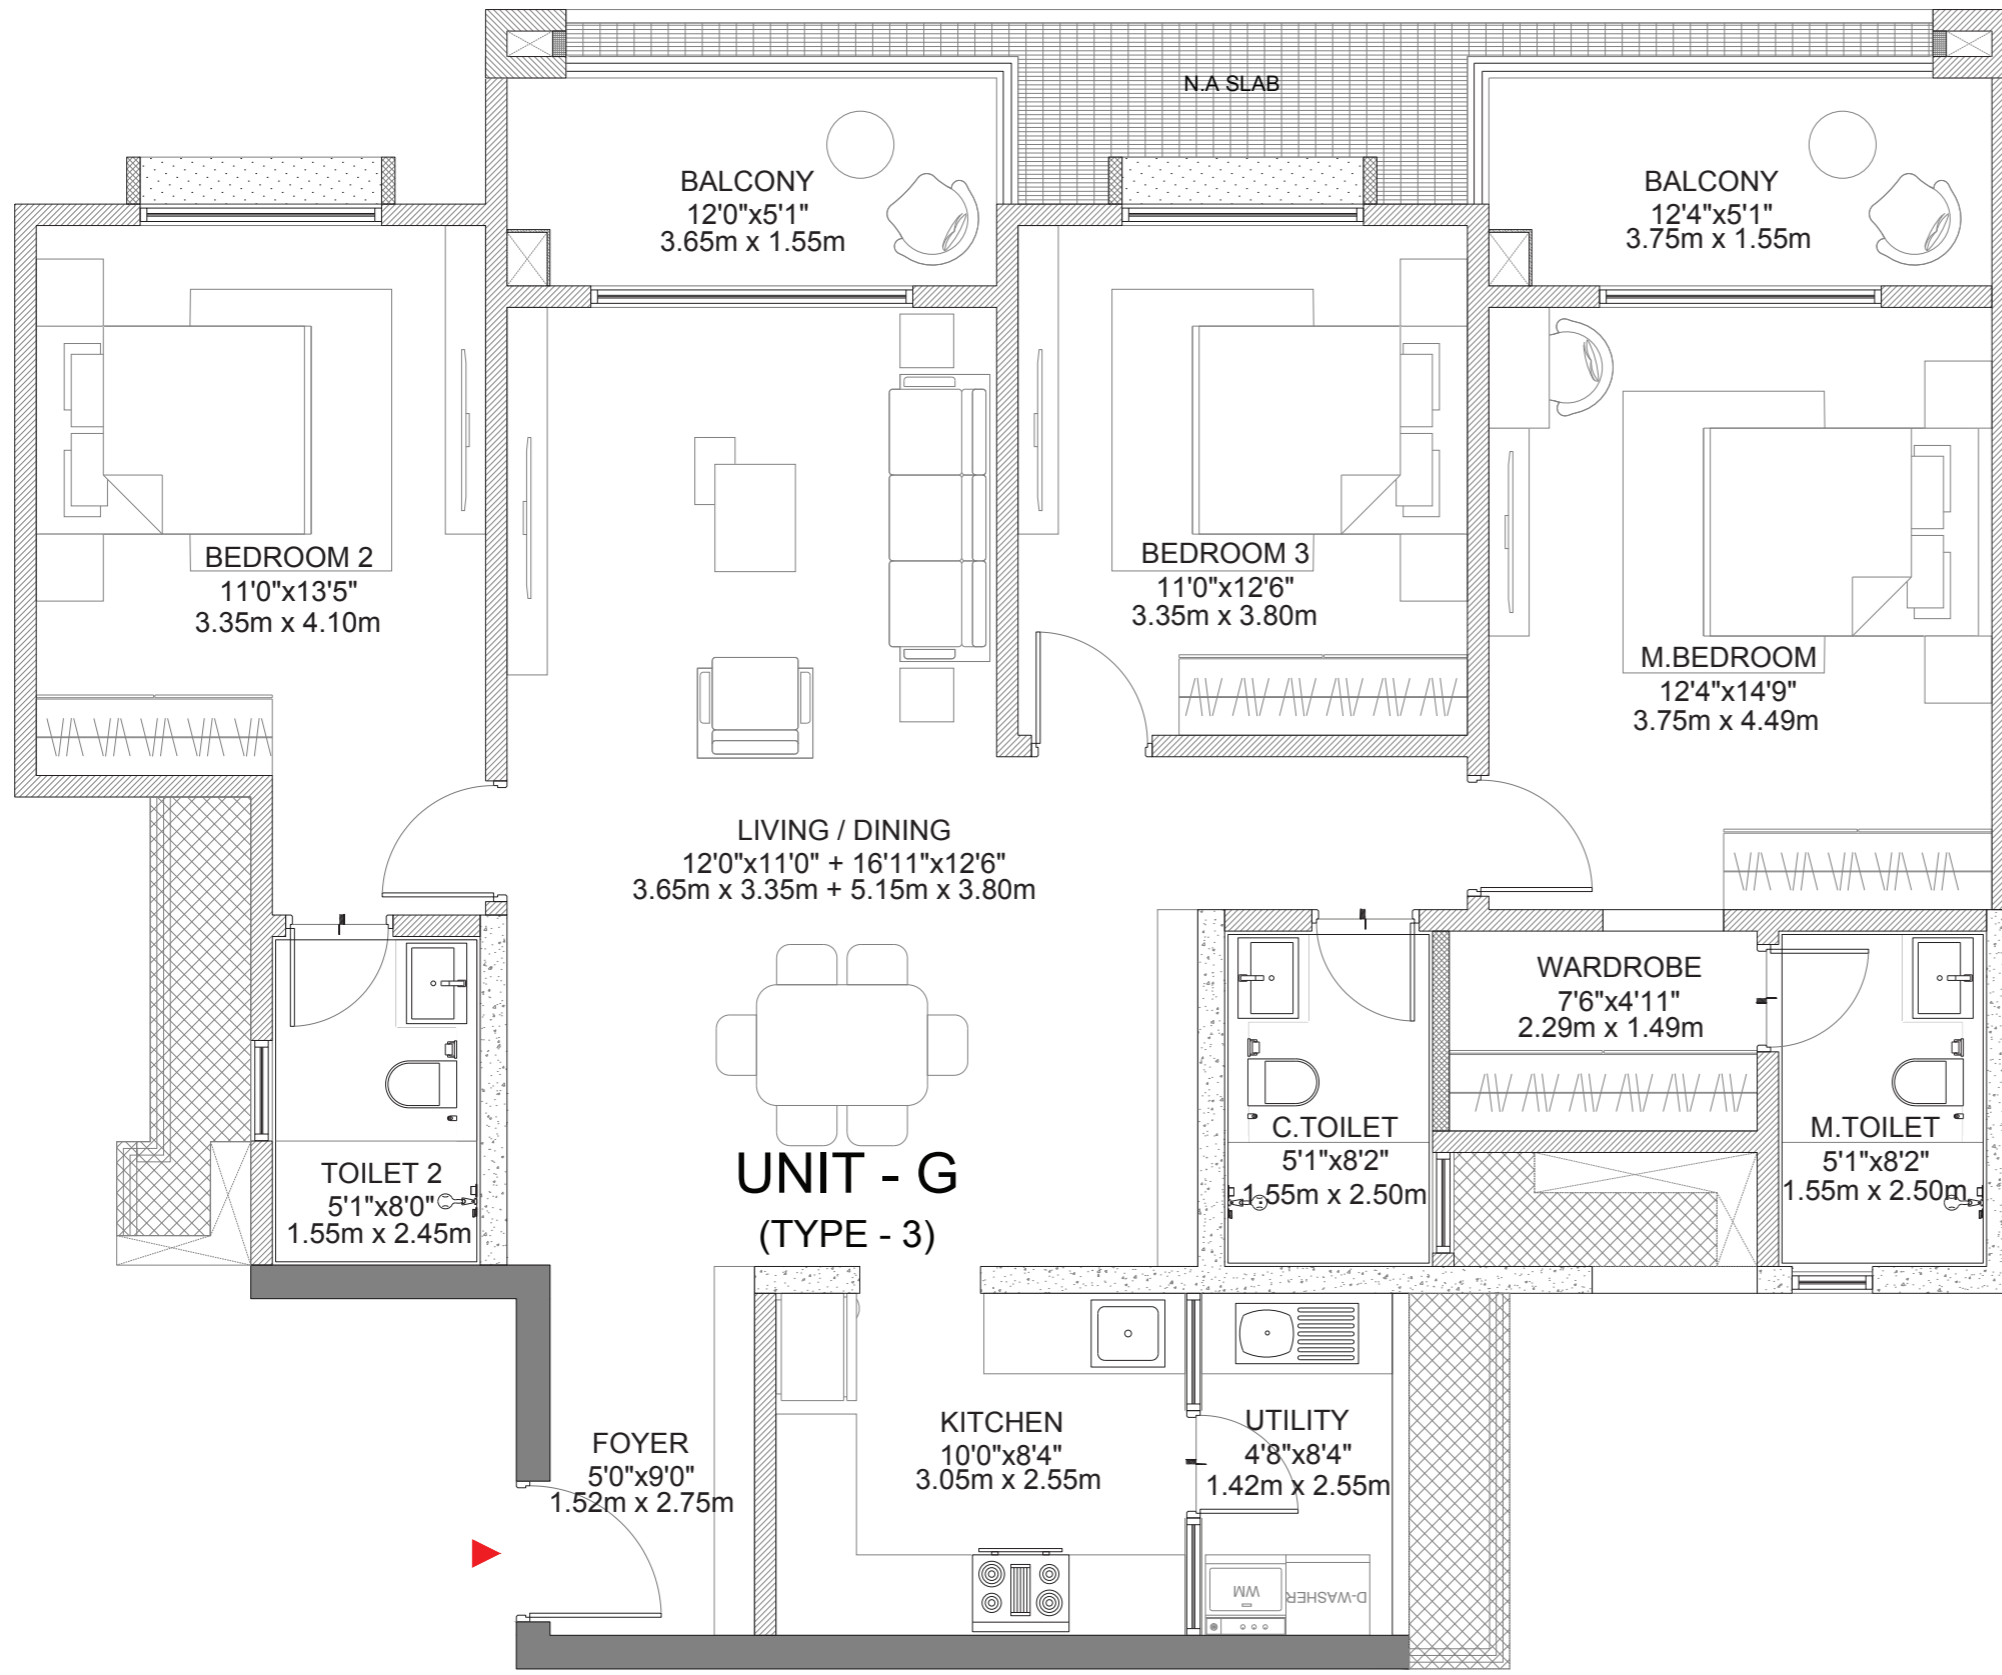 N.A SLAB
BALCONY
12'0"x5'1"
3.65m x 1.55m
BALCONY
12'4"x5'1"
3.75m x 1.55m
BEDROOM 2
11'0"x13'5"
3.35m x 4.10m
BEDROOM 3
11'0"x12'6"
3.35m x 3.80m
M.BEDROOM
12'4"x14'9"
3.75m x 4.49m
LIVING / DINING
12'0"x11'0" + 16'11"x12'6"
3.65m x 3.35m + 5.15m x 3.80m
WARDROBE
7'6"x4'11"
2.29m x 1.49m
C.TOILET
5'1"x8'2"
1.55m x 2.50m
M.TOILET
5'1"x8'2"
1.55m x 2.50m
TOILET 2
5'1"x8'0"
1.55m x 2.45m
UNIT - G
(TYPE - 3)
FOYER
5'0"x9'0"
1.52m x 2.75m
KITCHEN
10'0"x8'4"
3.05m x 2.55m
UTILITY
4'8"x8'4"
1.42m x 2.55m
WM
D-WASHER